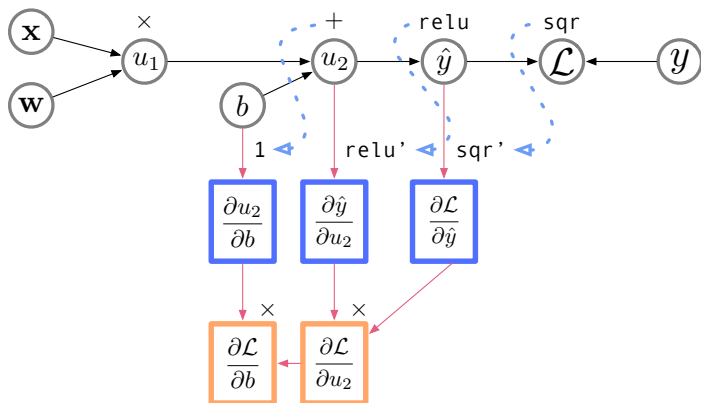 × + relu sqr
x u₁ u₂ ŷ ℒ y
w b
1 relu’ sqr’
∂u₂/∂b ∂ŷ/∂u₂ ∂ℒ/∂ŷ
× ×
∂ℒ/∂b ∂ℒ/∂u₂